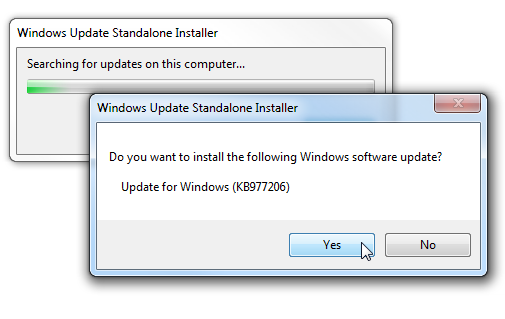 Windows Update Standalone Installer
Searching for updates on this computer...
Windows Update Standalone Installer
Do you want to install the following Windows software update?
Update for Windows (KB977206)
Yes
No